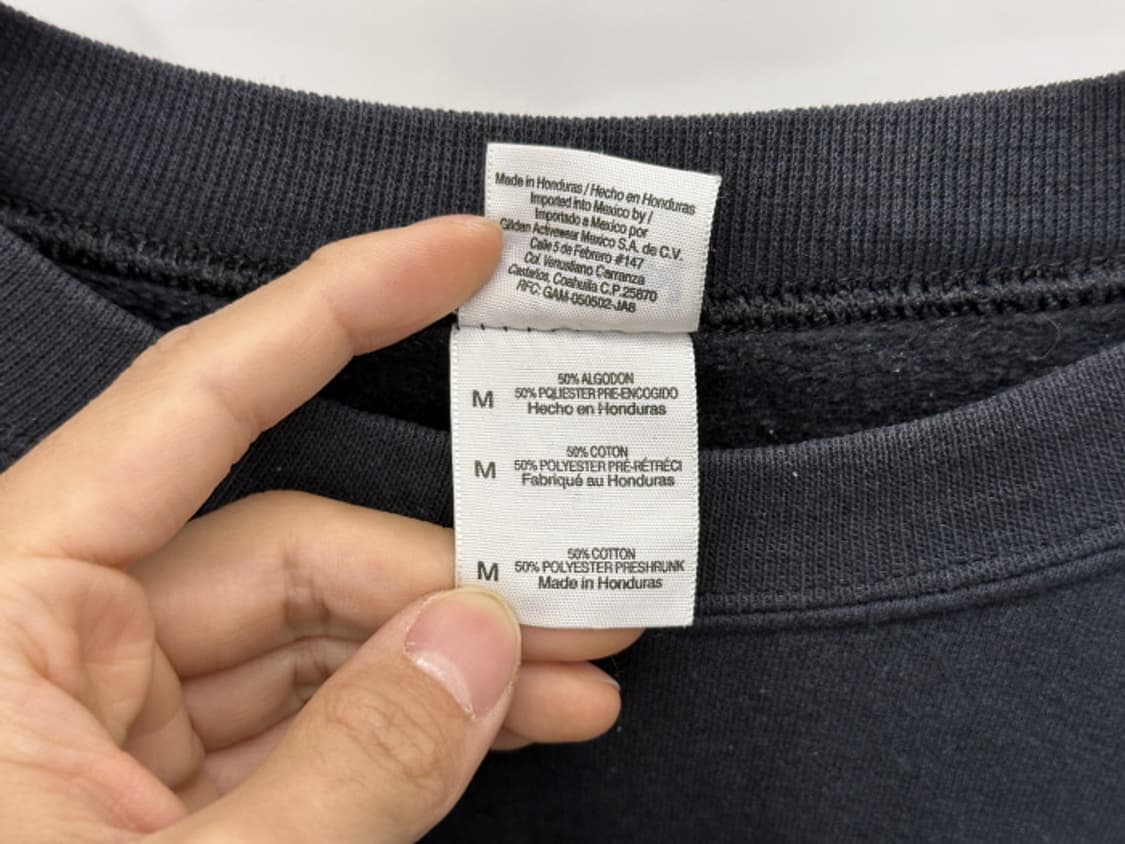 Made in Honduras / Hecho en Honduras
Imported into Mexico by /
Importado a Mexico por
Gildan Activewear Mexico S.A. de C.V.
Calle 5 de Febrero #147
Col. Venustiano Carranza
Castaños, Coahuila C.P.25870
RFC: GAM-050502-JA8
50% ALGODON
M 50% POLIESTER PRE-ENCOGIDO
Hecho en Honduras
50% COTON
M 50% POLYESTER PRÉ-RÉTRÉCI
Fabriqué au Honduras
50% COTTON
M 50% POLYESTER PRESHRUNK
Made in Honduras